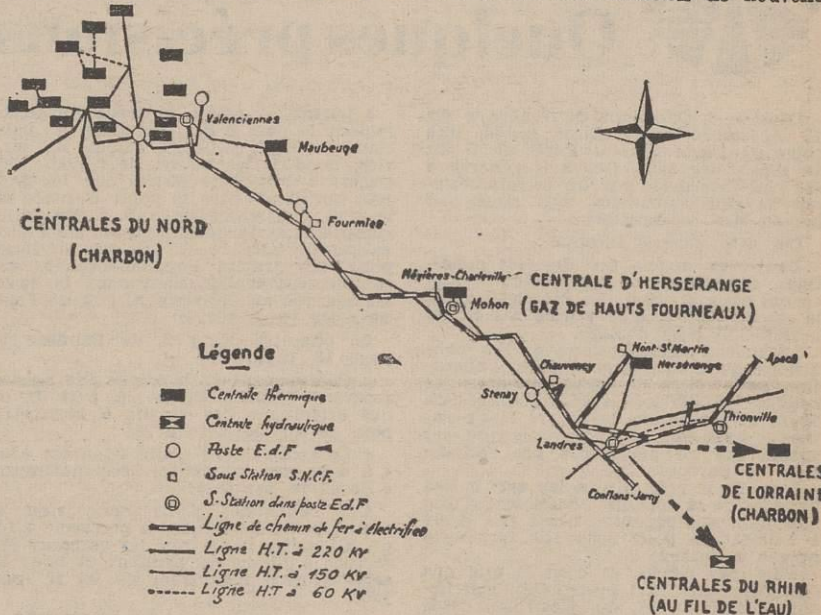 Valenciennes
Maubeuge
Fourmies
CENTRALES DU NORD
(CHARBON)
Mézières-Charleville
Mohon
CENTRALE D'HERSERANGE
(GAZ DE HAUTS FOURNEAUX)
Mont-St Martin
Herserange
Apach
Chauvency
Stenay
Thionville
Landres
Conflans-Jarny
CENTRALES
DE LORRAINE
(CHARBON)
CENTRALES DU RHIN
(AU FIL DE L'EAU)
Légende
Centrale thermique
Centrale hydraulique
Poste E.d.F
Sous Station S.N.C.F.
S-Station dans poste E.d.F
Ligne de chemin de fer à électrifier
Ligne H.T. à 220 KV
Ligne H.T. à 150 KV
Ligne H.T à 60 KV